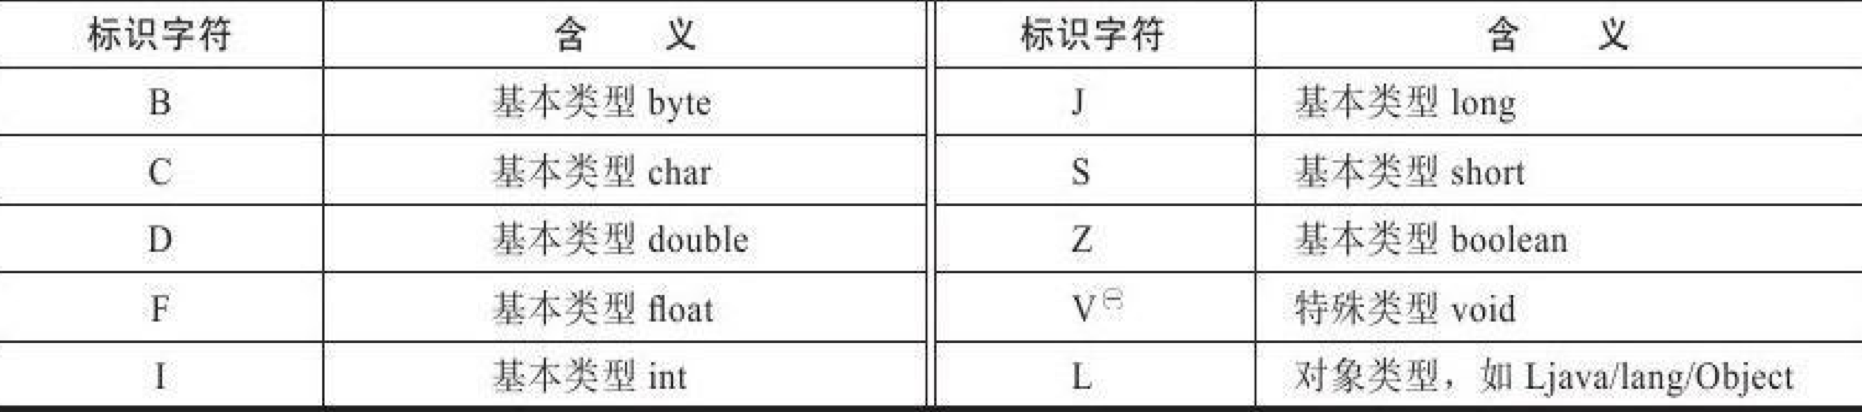 标识字符 含 义 标识字符 含 义
B 基本类型 byte J 基本类型 long
C 基本类型 char S 基本类型 short
D 基本类型 double Z 基本类型 boolean
F 基本类型 float V㊀ 特殊类型 void
I 基本类型 int L 对象类型，如 Ljava/lang/Object